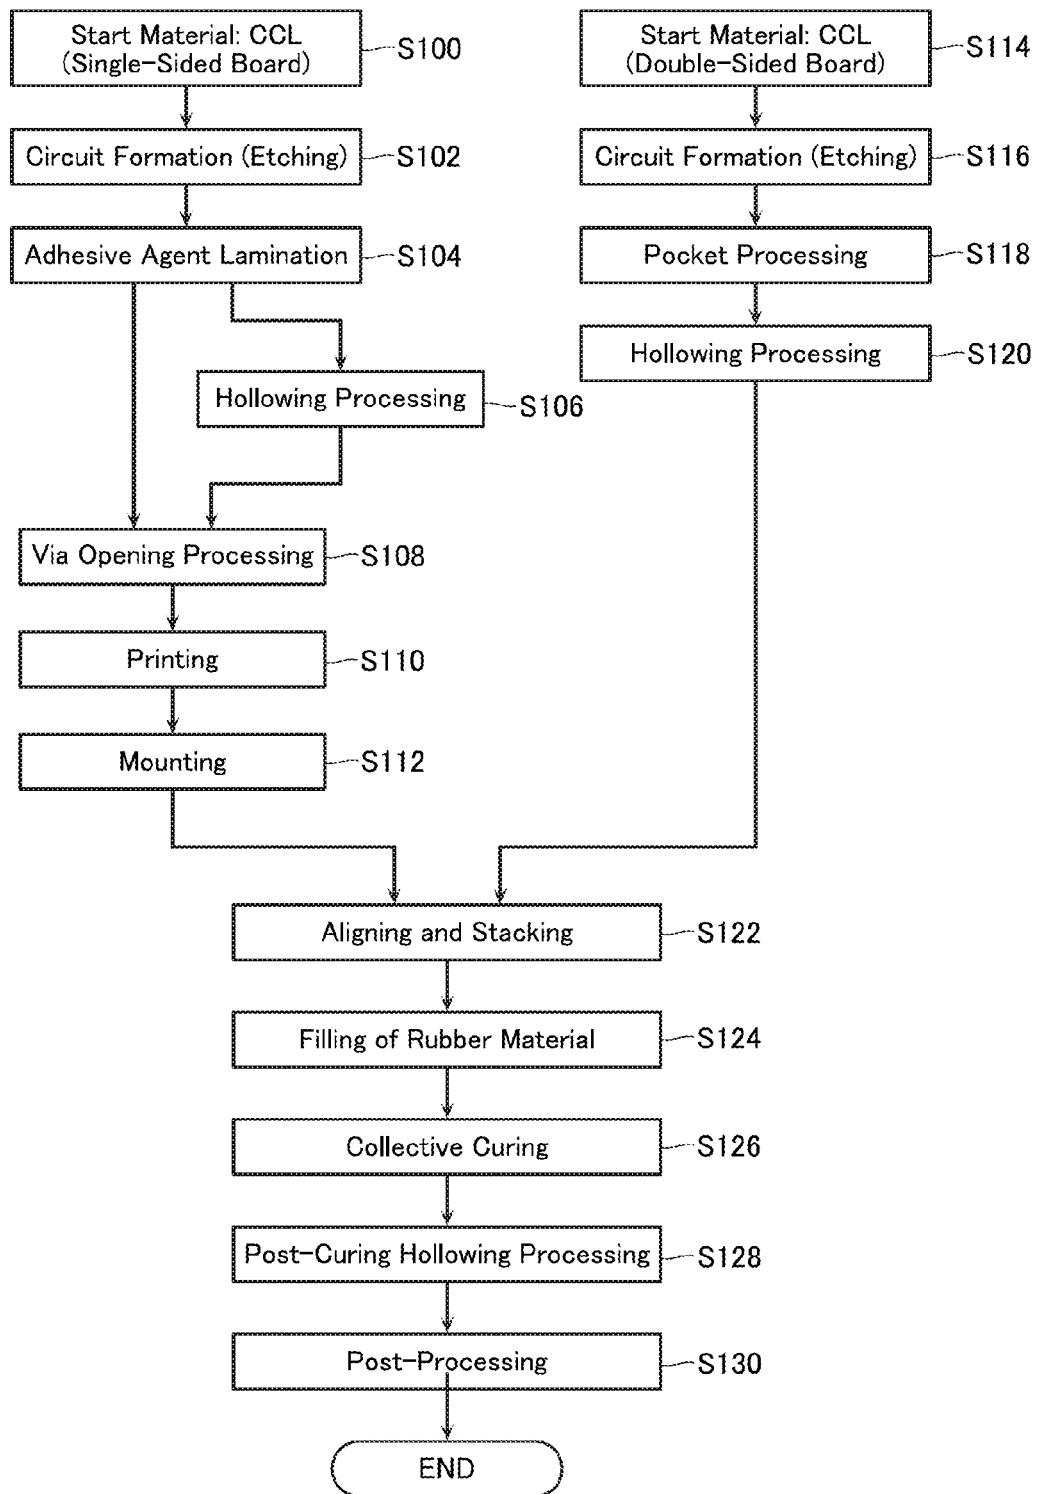 Start Material: CCL
(Single-Sided Board)
S100
Circuit Formation (Etching)
S102
Adhesive Agent Lamination
S104
Hollowing Processing
S106
Via Opening Processing
S108
Printing
S110
Mounting
S112
Start Material: CCL
(Double-Sided Board)
S114
Circuit Formation (Etching)
S116
Pocket Processing
S118
Hollowing Processing
S120
Aligning and Stacking
S122
Filling of Rubber Material
S124
Collective Curing
S126
Post-Curing Hollowing Processing
S128
Post-Processing
S130
END